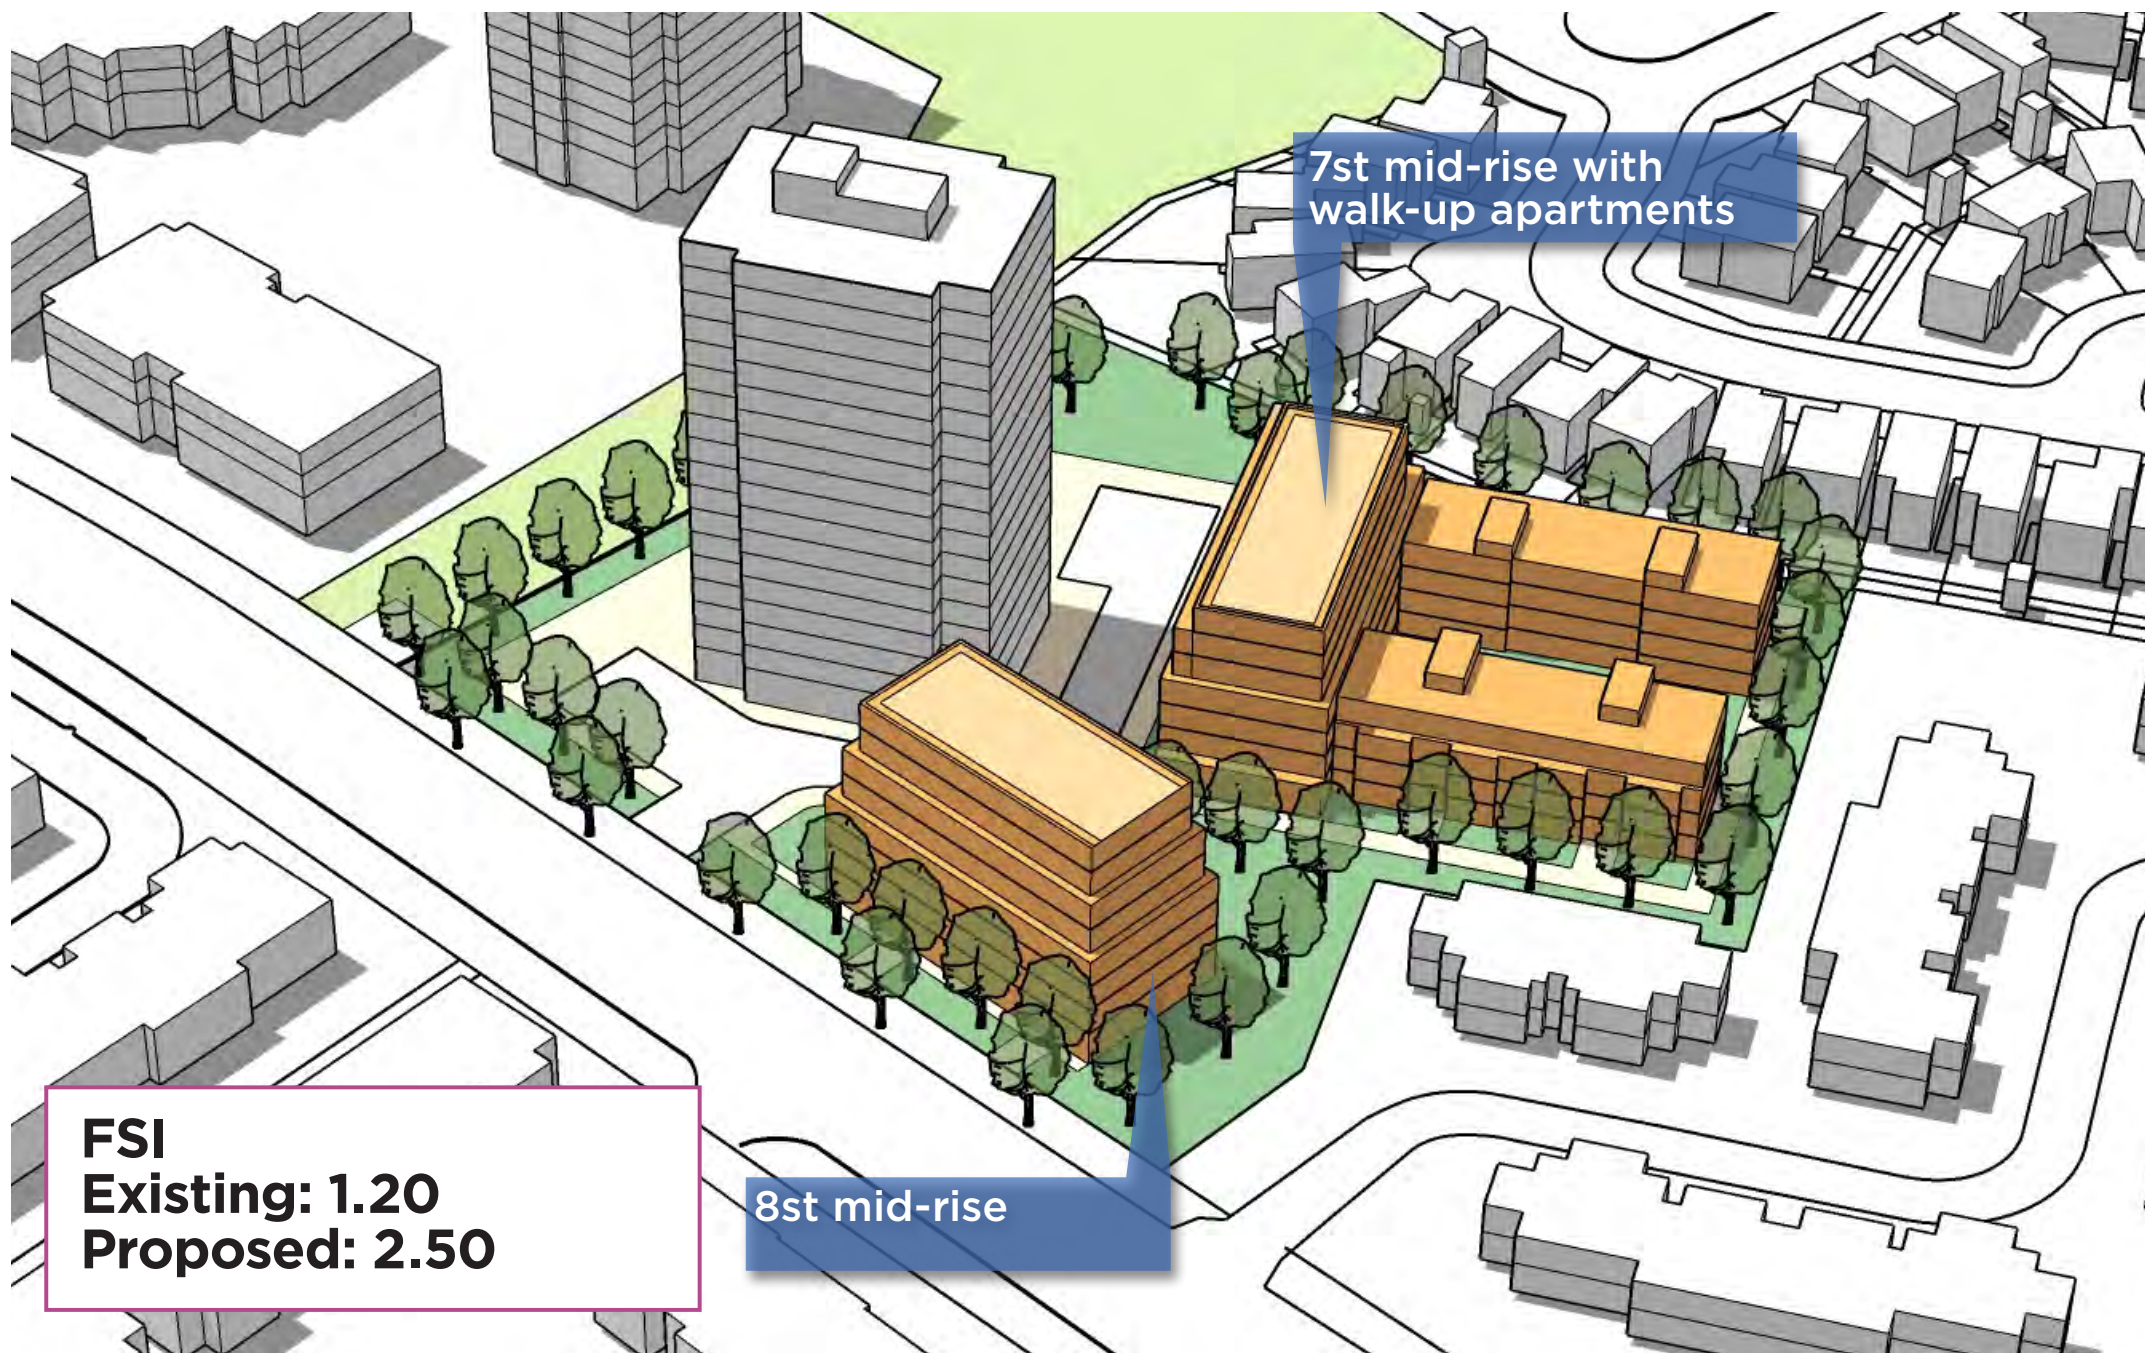 7st mid-rise with
walk-up apartments
FSI
Existing: 1.20
Proposed: 2.50
8st mid-rise